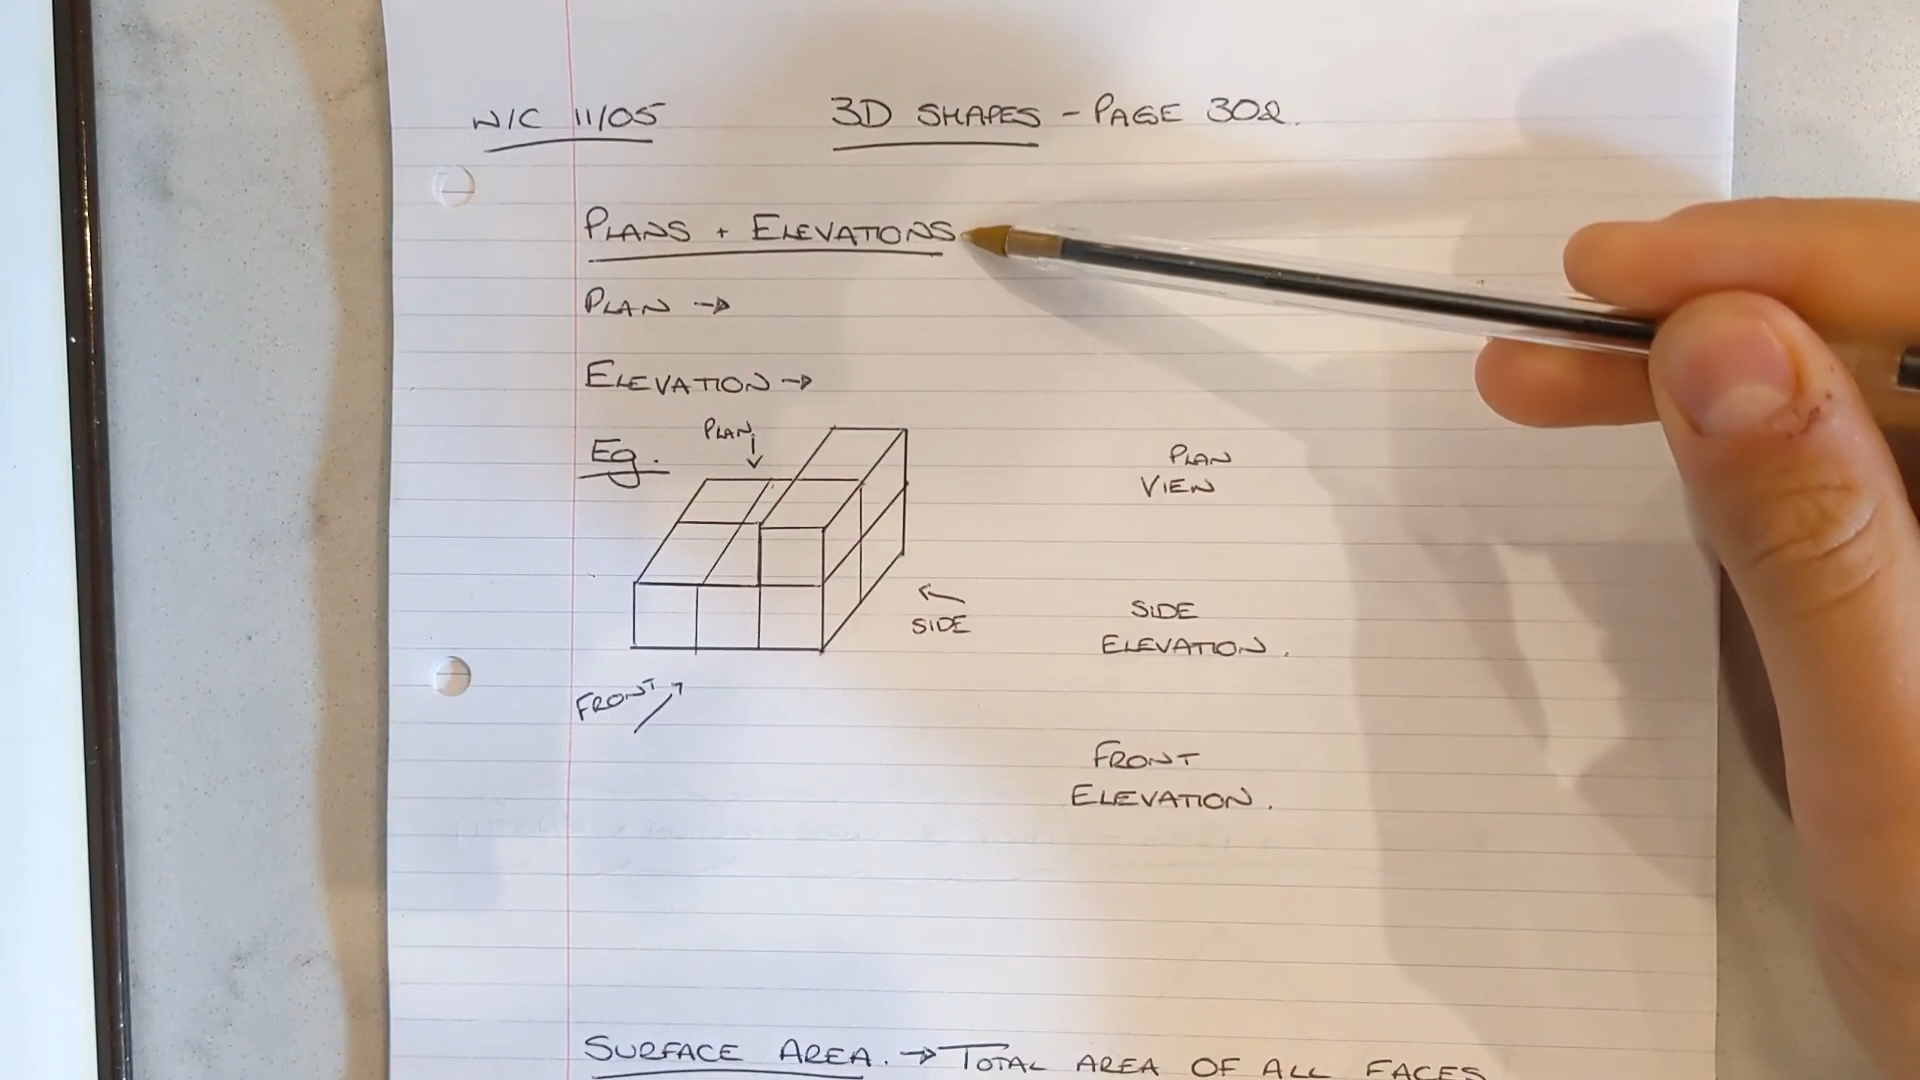 W/C 11/05 3D SHAPES - PAGE 302.
PLANS + ELEVATIONS
PLAN →
ELEVATION →
Eg.
PLAN
PLAN
VIEW
← SIDE
SIDE
ELEVATION.
FRONT
FRONT
ELEVATION.
SURFACE AREA. → TOTAL AREA OF ALL FACES